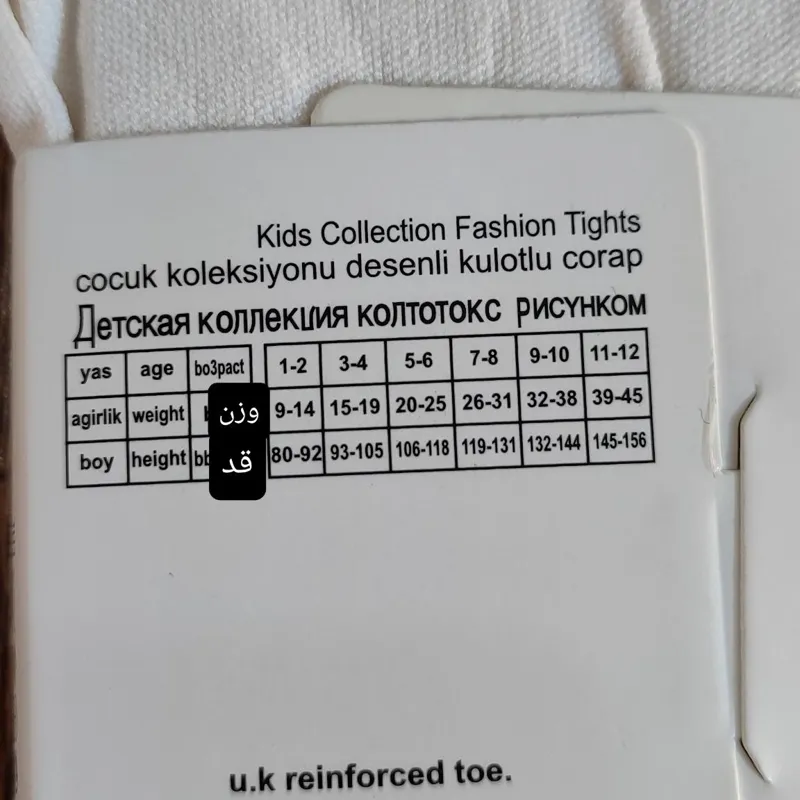 Kids Collection Fashion Tights
cocuk koleksiyonu desenli kulotlu corap
Детская коллекция колтотокс рисунком
yas age bo3pact 1-2 3-4 5-6 7-8 9-10 11-12
agirlik weight وزن 9-14 15-19 20-25 26-31 32-38 39-45
boy height قد 80-92 93-105 106-118 119-131 132-144 145-156
u.k reinforced toe.